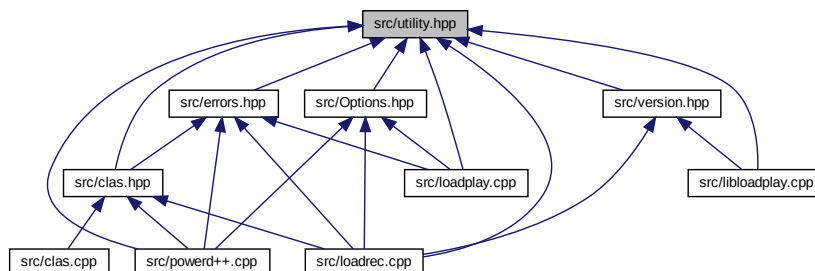 src/utility.hpp
src/errors.hpp
src/Options.hpp
src/version.hpp
src/clas.hpp
src/loadplay.cpp
src/libloadplay.cpp
src/clas.cpp
src/powerd++.cpp
src/loadrec.cpp